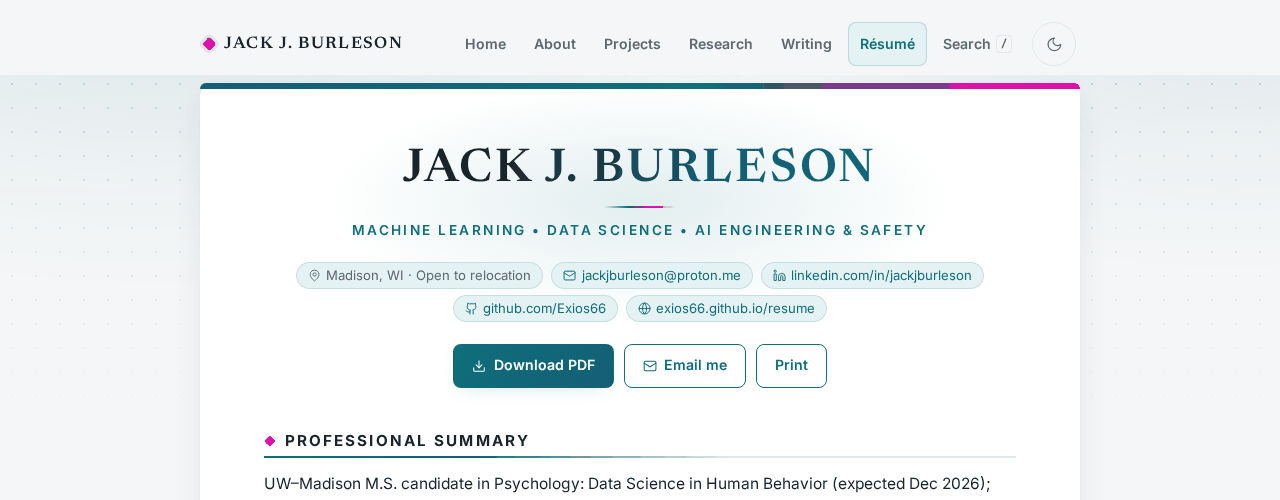 JACK J. BURLESON Home About Projects Research Writing Résumé Search /
JACK J. BURLESON
MACHINE LEARNING • DATA SCIENCE • AI ENGINEERING & SAFETY
Madison, WI · Open to relocation jackjburleson@proton.me linkedin.com/in/jackjburleson
github.com/Exios66 exios66.github.io/resume
Download PDF Email me Print
PROFESSIONAL SUMMARY
UW–Madison M.S. candidate in Psychology: Data Science in Human Behavior (expected Dec 2026);